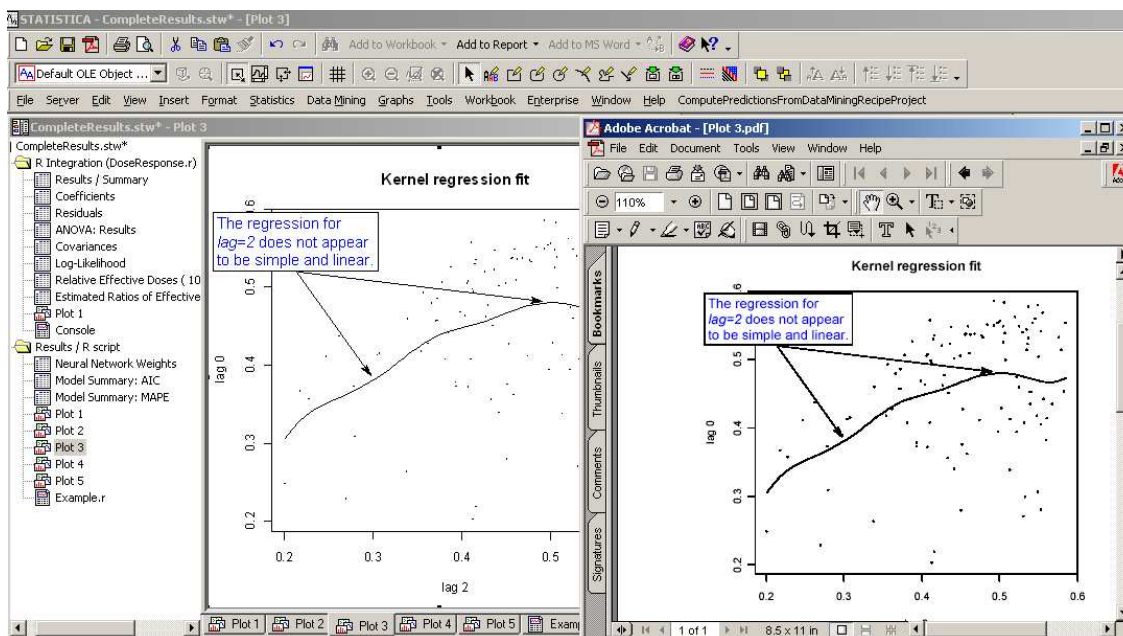 STATISTICA - CompleteResults.stw* - [Plot 3]
Add to Workbook Add to Report Add to MS Word
Default OLE Object ...
File Server Edit View Insert Format Statistics Data Mining Graphs Tools Workbook Enterprise Window Help ComputePredictionsFromDataMiningRecipeProject
CompleteResults.stw* - Plot 3
CompleteResults.stw*
R Integration (DoseResponse.r)
Results / Summary
Coefficients
Residuals
ANOVA: Results
Covariances
Log-Likelihood
Relative Effective Doses ( 10
Estimated Ratios of Effective
Plot 1
Console
Results / R script
Neural Network Weights
Model Summary: AIC
Model Summary: MAPE
Plot 1
Plot 2
Plot 3
Plot 4
Plot 5
Example.r
Kernel regression fit
The regression for
lag=2 does not appear
to be simple and linear.
lag 0
0.6
0.5
0.4
0.3
0.2
0.2 0.3 0.4 0.5
lag 2
Plot 1 Plot 2 Plot 3 Plot 4 Plot 5 Examp
Adobe Acrobat - [Plot 3.pdf]
File Edit Document Tools View Window Help
110%
Bookmarks
Thumbnails
Comments
Signatures
Kernel regression fit
The regression for
lag=2 does not appear
to be simple and linear.
lag 0
0.6
0.5
0.4
0.3
0.2
0.2 0.3 0.4 0.5 0.6
1 of 1 8.5 x 11 in